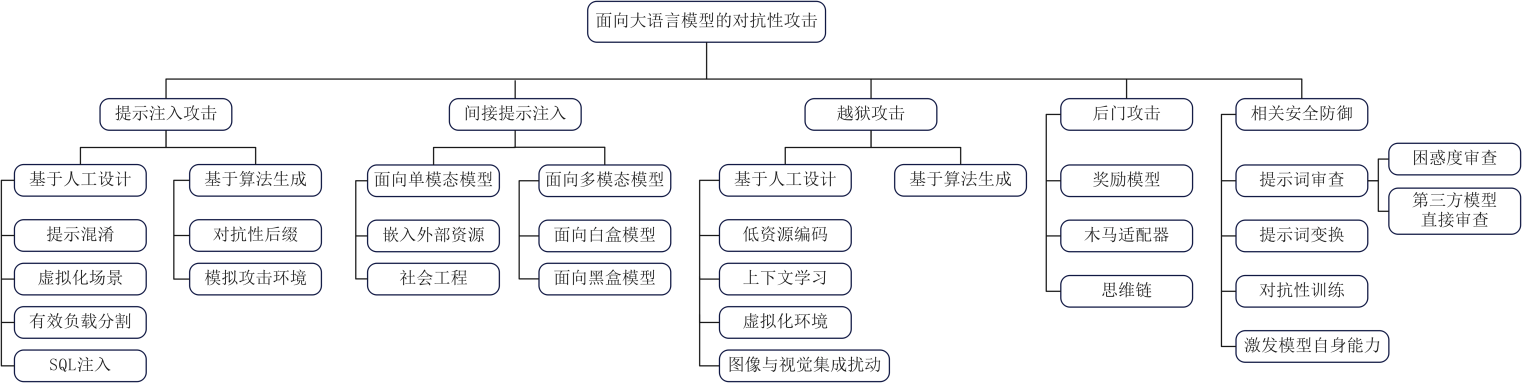 面向大语言模型的对抗性攻击
提示注入攻击
间接提示注入
越狱攻击
后门攻击
相关安全防御
基于人工设计
提示混淆
虚拟化场景
有效负载分割
SQL注入
基于算法生成
对抗性后缀
模拟攻击环境
面向单模态模型
嵌入外部资源
社会工程
面向多模态模型
面向白盒模型
面向黑盒模型
基于人工设计
低资源编码
上下文学习
虚拟化环境
图像与视觉集成扰动
基于算法生成
奖励模型
木马适配器
思维链
提示词审查
困惑度审查
第三方模型
直接审查
提示词变换
对抗性训练
激发模型自身能力